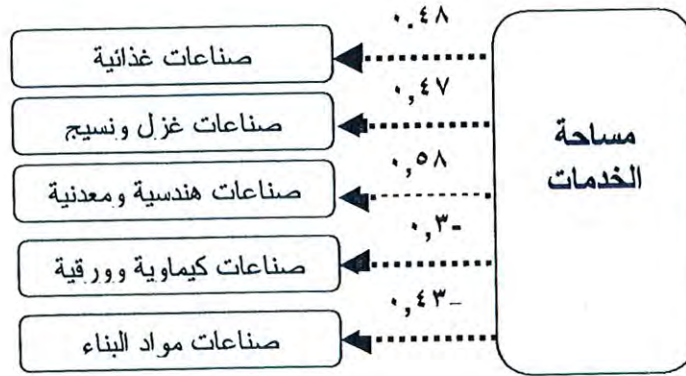 مساحة
الخدمات
٠.٤٨
صناعات غذائية
٠,٤٧
صناعات غزل ونسيج
٠,٥٨
صناعات هندسية ومعدنية
-٠,٣
صناعات كيماوية وورقية
-٠,٤٣
صناعات مواد البناء